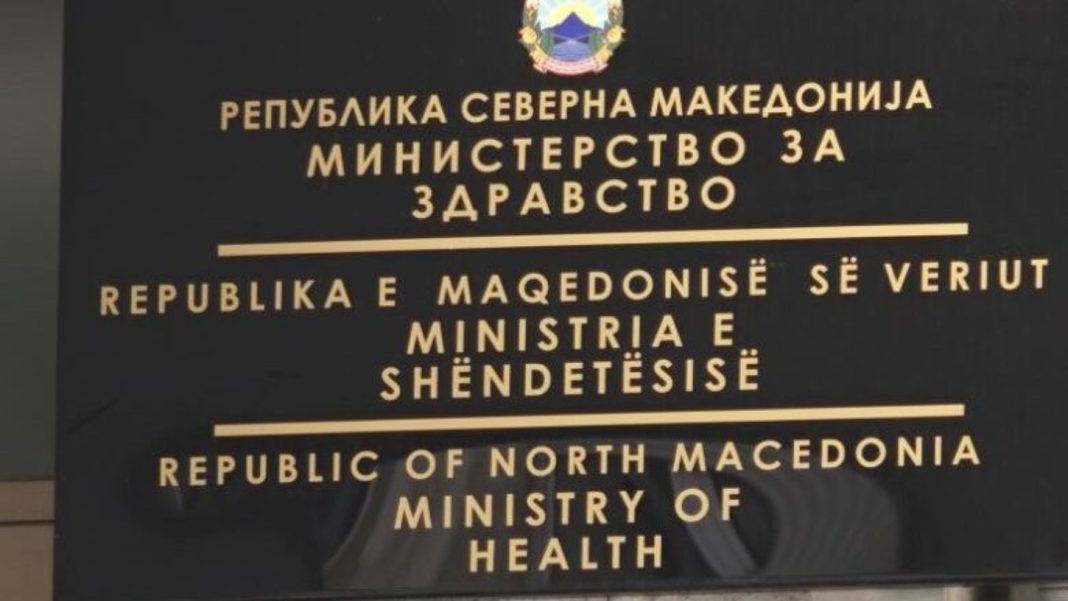 РЕПУБЛИКА СЕВЕРНА МАКЕДОНИЈА
МИНИСТЕРСТВО ЗА
ЗДРАВСТВО
REPUBLIKA E MAQEDONISË SË VERIUT
MINISTRIA E
SHËNDETËSISË
REPUBLIC OF NORTH MACEDONIA
MINISTRY OF
HEALTH